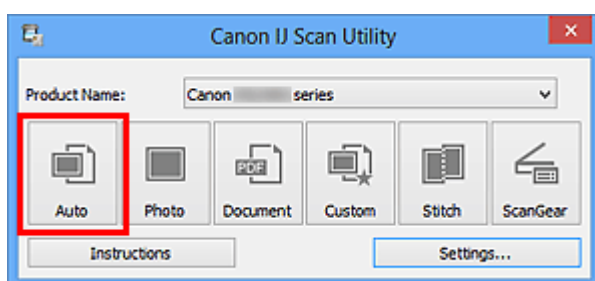 Canon IJ Scan Utility
Product Name: Canon series
PDF
Auto Photo Document Custom Stitch ScanGear
Instructions Settings...